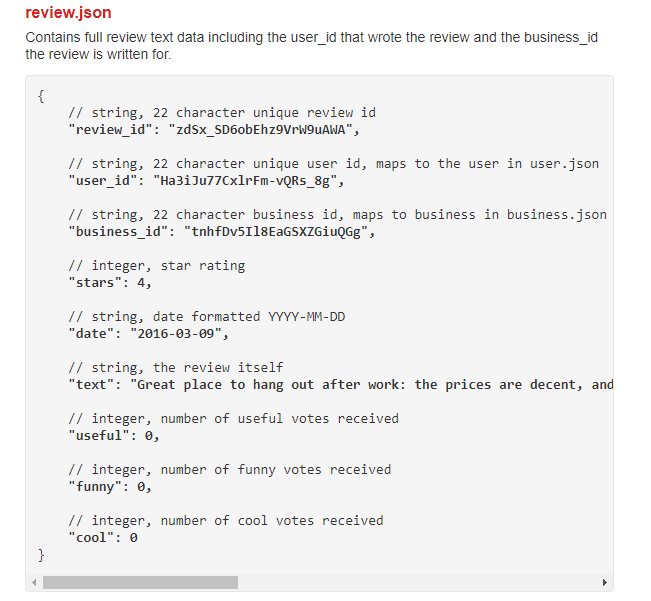 review.json
Contains full review text data including the user_id that wrote the review and the business_id
the review is written for.
{
// string, 22 character unique review id
"review_id": "zdSx_SD6obEhz9VrW9uAWA",
// string, 22 character unique user id, maps to the user in user.json
"user_id": "Ha3iJu77CxlrFm-vQRs_8g",
// string, 22 character business id, maps to business in business.json
"business_id": "tnhfDv5Il8EaGSXZGiuQGg",
// integer, star rating
"stars": 4,
// string, date formatted YYYY-MM-DD
"date": "2016-03-09",
// string, the review itself
"text": "Great place to hang out after work: the prices are decent, and
// integer, number of useful votes received
"useful": 0,
// integer, number of funny votes received
"funny": 0,
// integer, number of cool votes received
"cool": 0
}